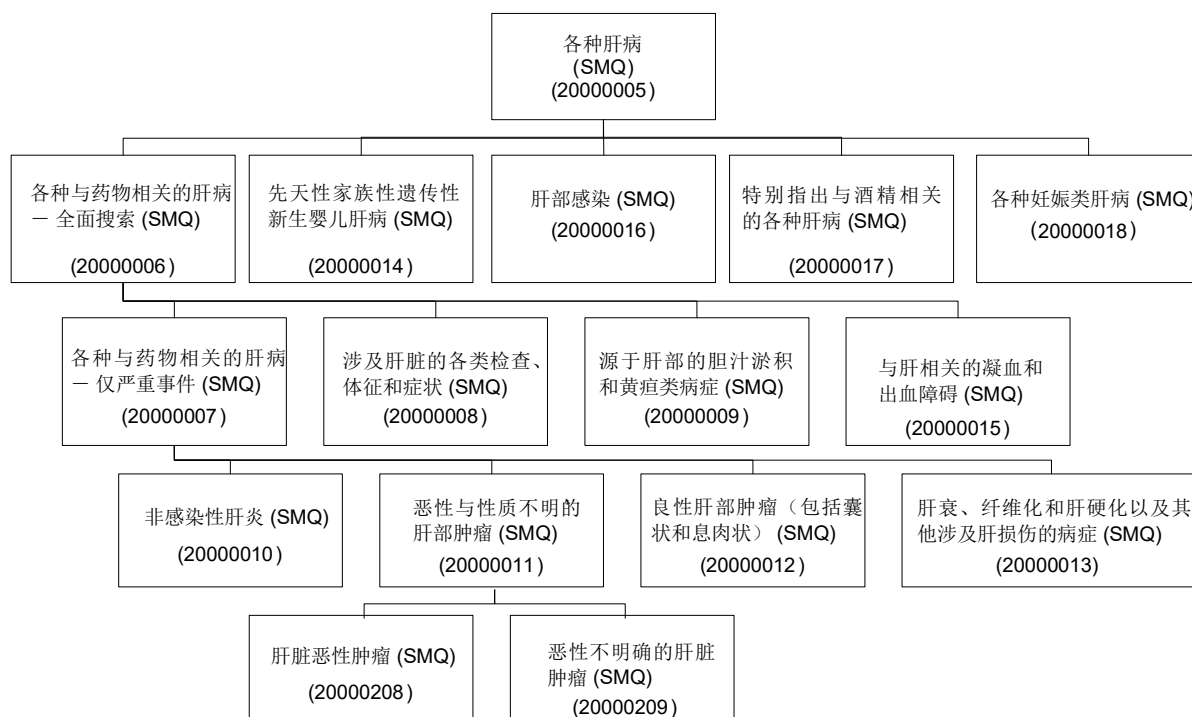 各种肝病
(SMQ)
(20000005)
各种与药物相关的肝病
－ 全面搜索 (SMQ)
(20000006)
先天性家族性遗传性
新生婴儿肝病 (SMQ)
(20000014)
肝部感染 (SMQ)
(20000016)
特别指出与酒精相关
的各种肝病 (SMQ)
(20000017)
各种妊娠类肝病 (SMQ)
(20000018)
各种与药物相关的肝病
－ 仅严重事件 (SMQ)
(20000007)
涉及肝脏的各类检查、
体征和症状 (SMQ)
(20000008)
源于肝部的胆汁淤积
和黄疸类病症 (SMQ)
(20000009)
与肝相关的凝血和
出血障碍 (SMQ)
(20000015)
非感染性肝炎 (SMQ)
(20000010)
恶性与性质不明的
肝部肿瘤 (SMQ)
(20000011)
良性肝部肿瘤（包括囊
状和息肉状） (SMQ)
(20000012)
肝衰、纤维化和肝硬化以及其
他涉及肝损伤的病症 (SMQ)
(20000013)
肝脏恶性肿瘤 (SMQ)
(20000208)
恶性不明确的肝脏
肿瘤 (SMQ)
(20000209)